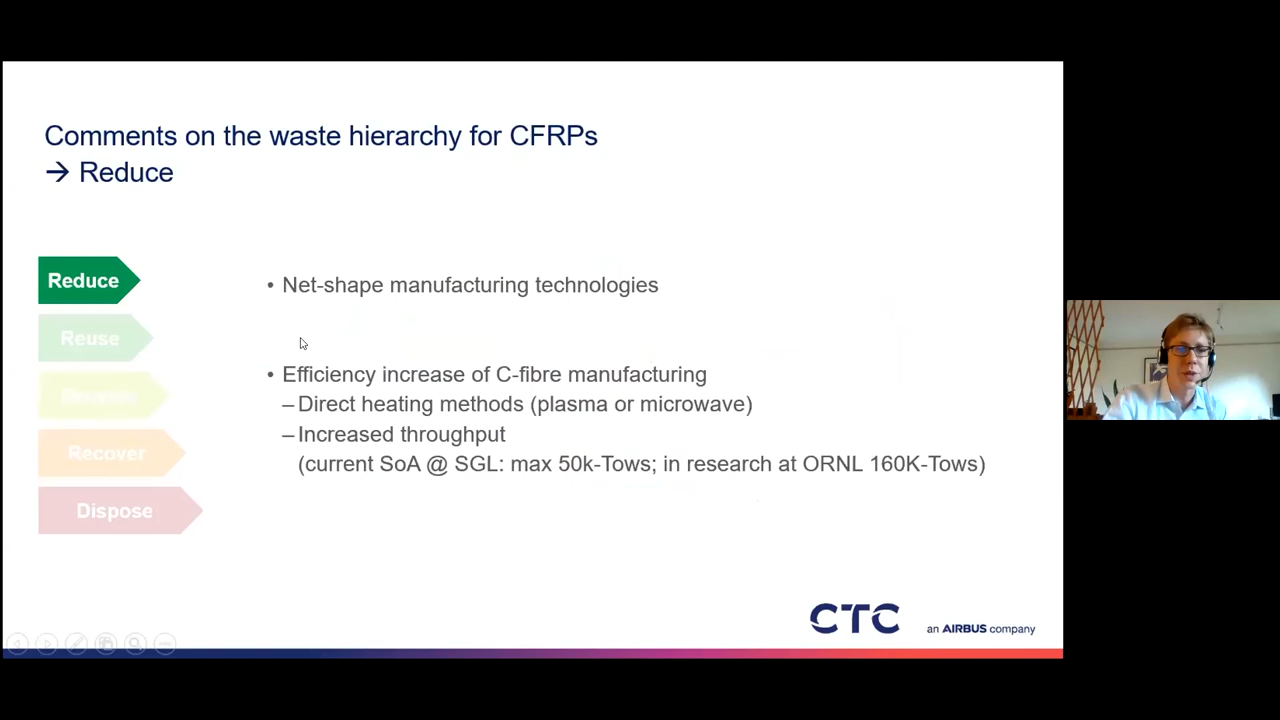 Comments on the waste hierarchy for CFRPs
→ Reduce
Reduce
Reuse
Recover
Dispose
• Net-shape manufacturing technologies
• Efficiency increase of C-fibre manufacturing
– Direct heating methods (plasma or microwave)
– Increased throughput
(current SoA @ SGL: max 50k-Tows; in research at ORNL 160K-Tows)
CTC
an AIRBUS company